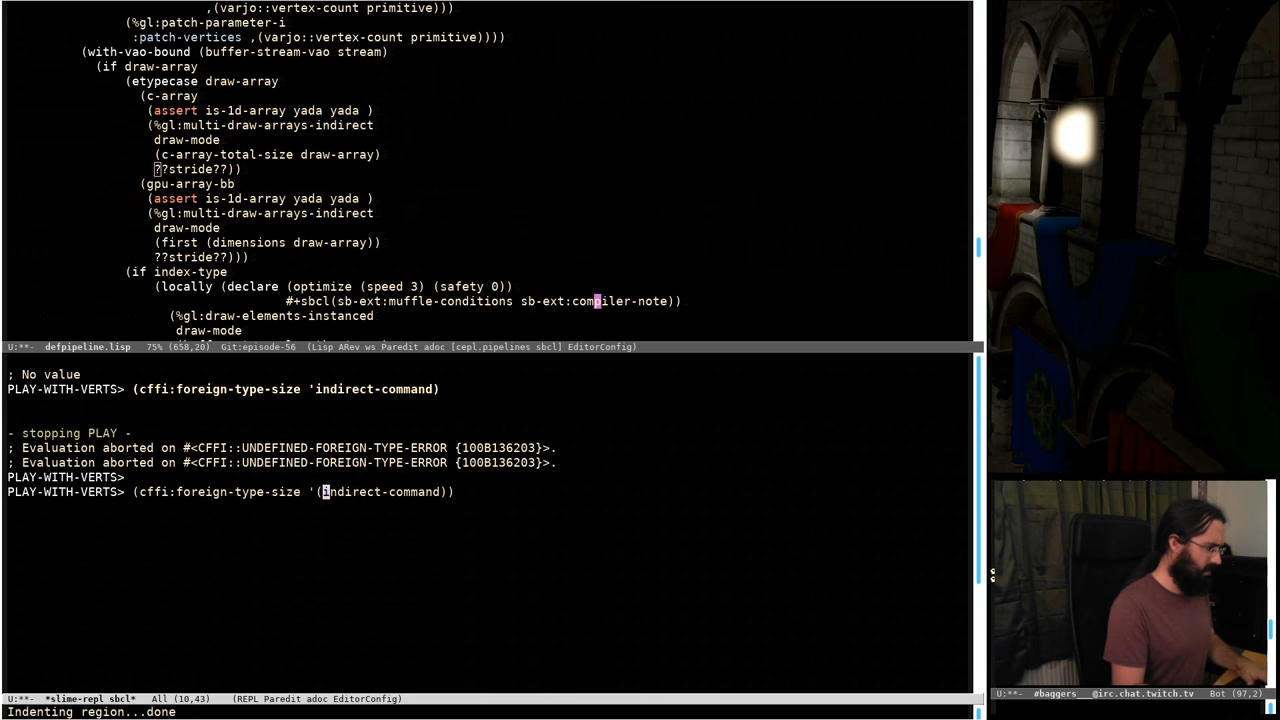 ,(varjo::vertex-count primitive)))
(%gl:patch-parameter-i
:patch-vertices ,(varjo::vertex-count primitive))))
(with-vao-bound (buffer-stream-vao stream)
(if draw-array
(etypecase draw-array
(c-array
(assert is-1d-array yada yada )
(%gl:multi-draw-arrays-indirect
draw-mode
(c-array-total-size draw-array)
??stride??))
(gpu-array-bb
(assert is-1d-array yada yada )
(%gl:multi-draw-arrays-indirect
draw-mode
(first (dimensions draw-array))
??stride??)))
(if index-type
(locally (declare (optimize (speed 3) (safety 0))
#+sbcl(sb-ext:muffle-conditions sb-ext:compiler-note))
(%gl:draw-elements-instanced
draw-mode
U:**-  defpipeline.lisp   75% (658,20)  Git:episode-56  (Lisp ARev ws Paredit adoc [cepl.pipelines sbcl] EditorConfig)
; No value
PLAY-WITH-VERTS> (cffi:foreign-type-size 'indirect-command)
- stopping PLAY -
; Evaluation aborted on #<CFFI::UNDEFINED-FOREIGN-TYPE-ERROR {100B136203}>.
; Evaluation aborted on #<CFFI::UNDEFINED-FOREIGN-TYPE-ERROR {100B136203}>.
PLAY-WITH-VERTS>
PLAY-WITH-VERTS> (cffi:foreign-type-size '(indirect-command))
U:**-  *slime-repl sbcl*   All (10,43)   (REPL Paredit adoc EditorConfig)
Indenting region...done
U:**-  #baggers___@irc.chat.twitch.tv   Bot (97,2)